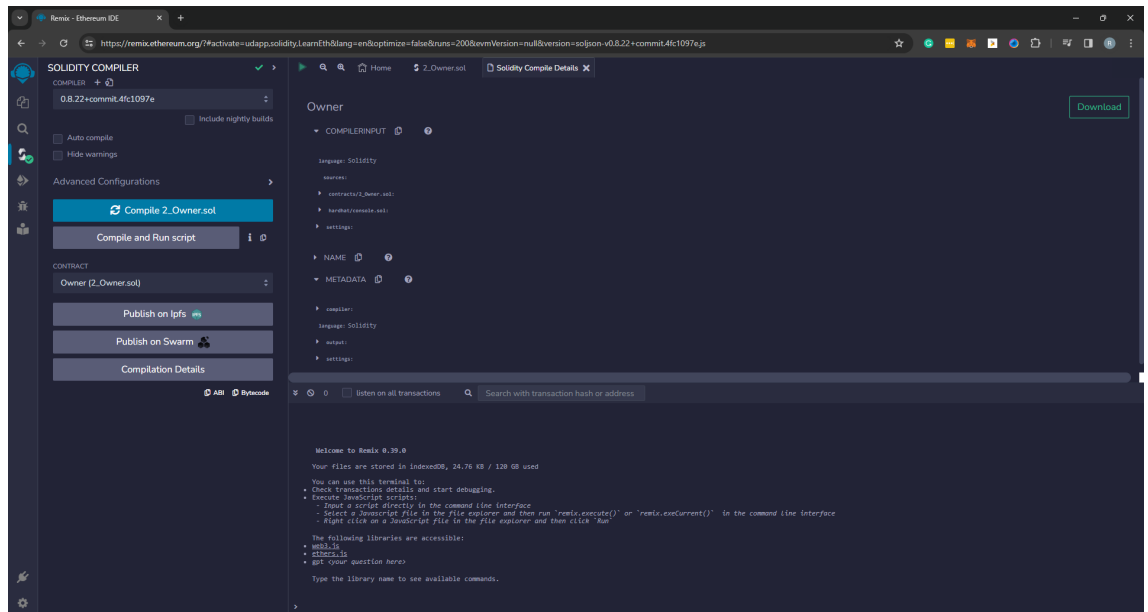 Remix - Ethereum IDE
https://remix.ethereum.org/?#activate=udapp,solidity,LearnEth&lang=en&optimize=false&runs=200&evmVersion=null&version=soljson-v0.8.22+commit.4fc1097e.js
SOLIDITY COMPILER
COMPILER
0.8.22+commit.4fc1097e
Include nightly builds
Auto compile
Hide warnings
Advanced Configurations
Compile 2_Owner.sol
Compile and Run script
CONTRACT
Owner (2_Owner.sol)
Publish on Ipfs
Publish on Swarm
Compilation Details
ABI Bytecode
Home 2_Owner.sol Solidity Compile Details
Owner
Download
COMPILERINPUT
language: Solidity
sources:
contracts/2_Owner.sol:
hardhat/console.sol:
settings:
NAME
METADATA
compiler:
language: Solidity
output:
settings:
0 listen on all transactions Search with transaction hash or address
Welcome to Remix 0.39.0
Your files are stored in indexedDB, 24.76 KB / 120 GB used
You can use this terminal to:
• Check transactions details and start debugging.
• Execute JavaScript scripts:
- Input a script directly in the command line interface
- Select a Javascript file in the file explorer and then run `remix.execute()` or `remix.exeCurrent()` in the command line interface
- Right click on a JavaScript file in the file explorer and then click `Run`
The following libraries are accessible:
• web3.js
• ethers.js
• gpt <your question here>
Type the library name to see available commands.
>